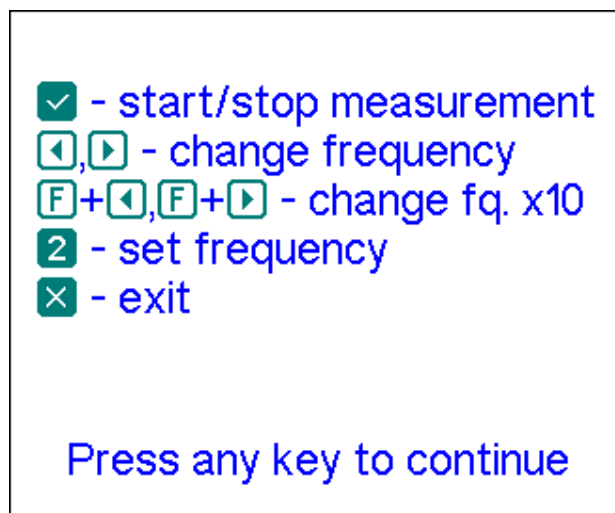 ✓ - start/stop measurement
◀,▶ - change frequency
F+◀,F+▶ - change fq. x10
2 - set frequency
× - exit
Press any key to continue